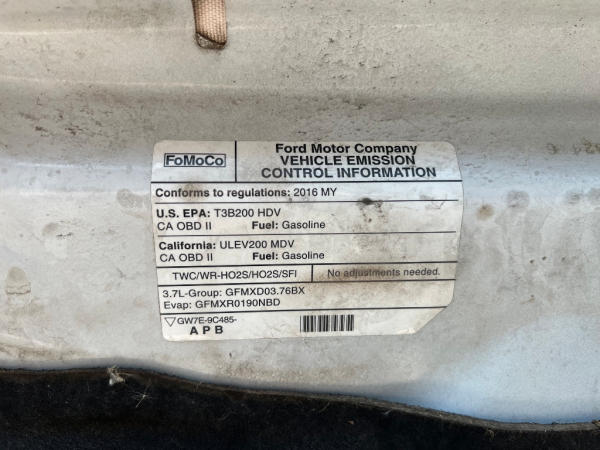 FoMoCo
Ford Motor Company
VEHICLE EMISSION
CONTROL INFORMATION
Conforms to regulations: 2016 MY
U.S. EPA: T3B200 HDV
CA OBD II Fuel: Gasoline
California: ULEV200 MDV
CA OBD II Fuel: Gasoline
TWC/WR-HO2S/HO2S/SFI No adjustments needed.
3.7L-Group: GFMXD03.76BX
Evap: GFMXR0190NBD
GW7E-9C485-
A P B